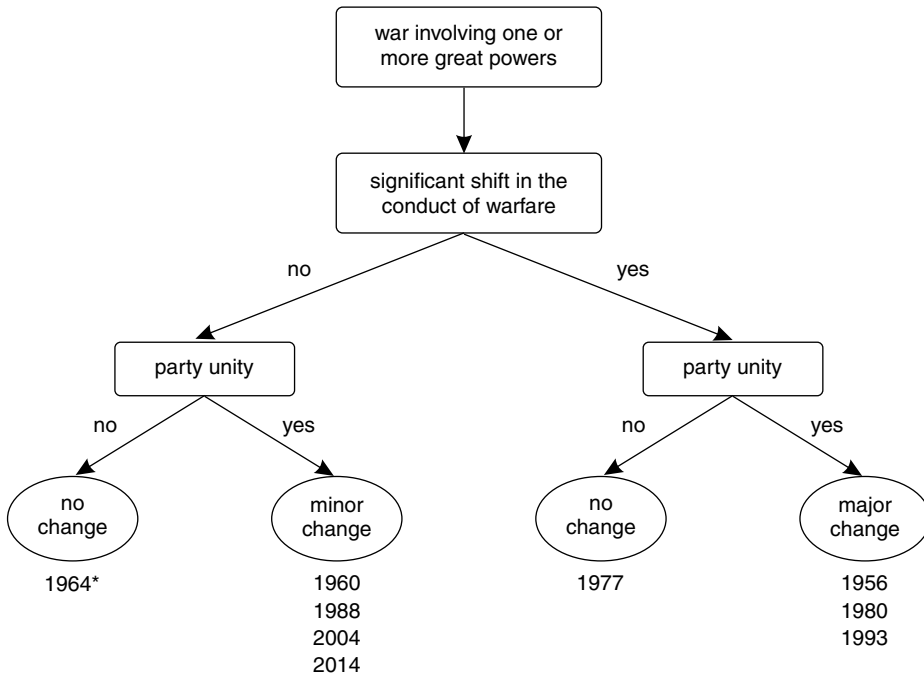 war involving one or
more great powers
significant shift in the
conduct of warfare
no
yes
party unity
party unity
no
yes
no
yes
no
change
minor
change
no
change
major
change
1964*
1960
1988
2004
2014
1977
1956
1980
1993